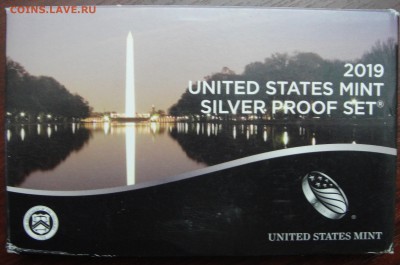 COINS.LAVE.RU
2019
UNITED STATES MINT
SILVER PROOF SET®
UNITED STATES MINT